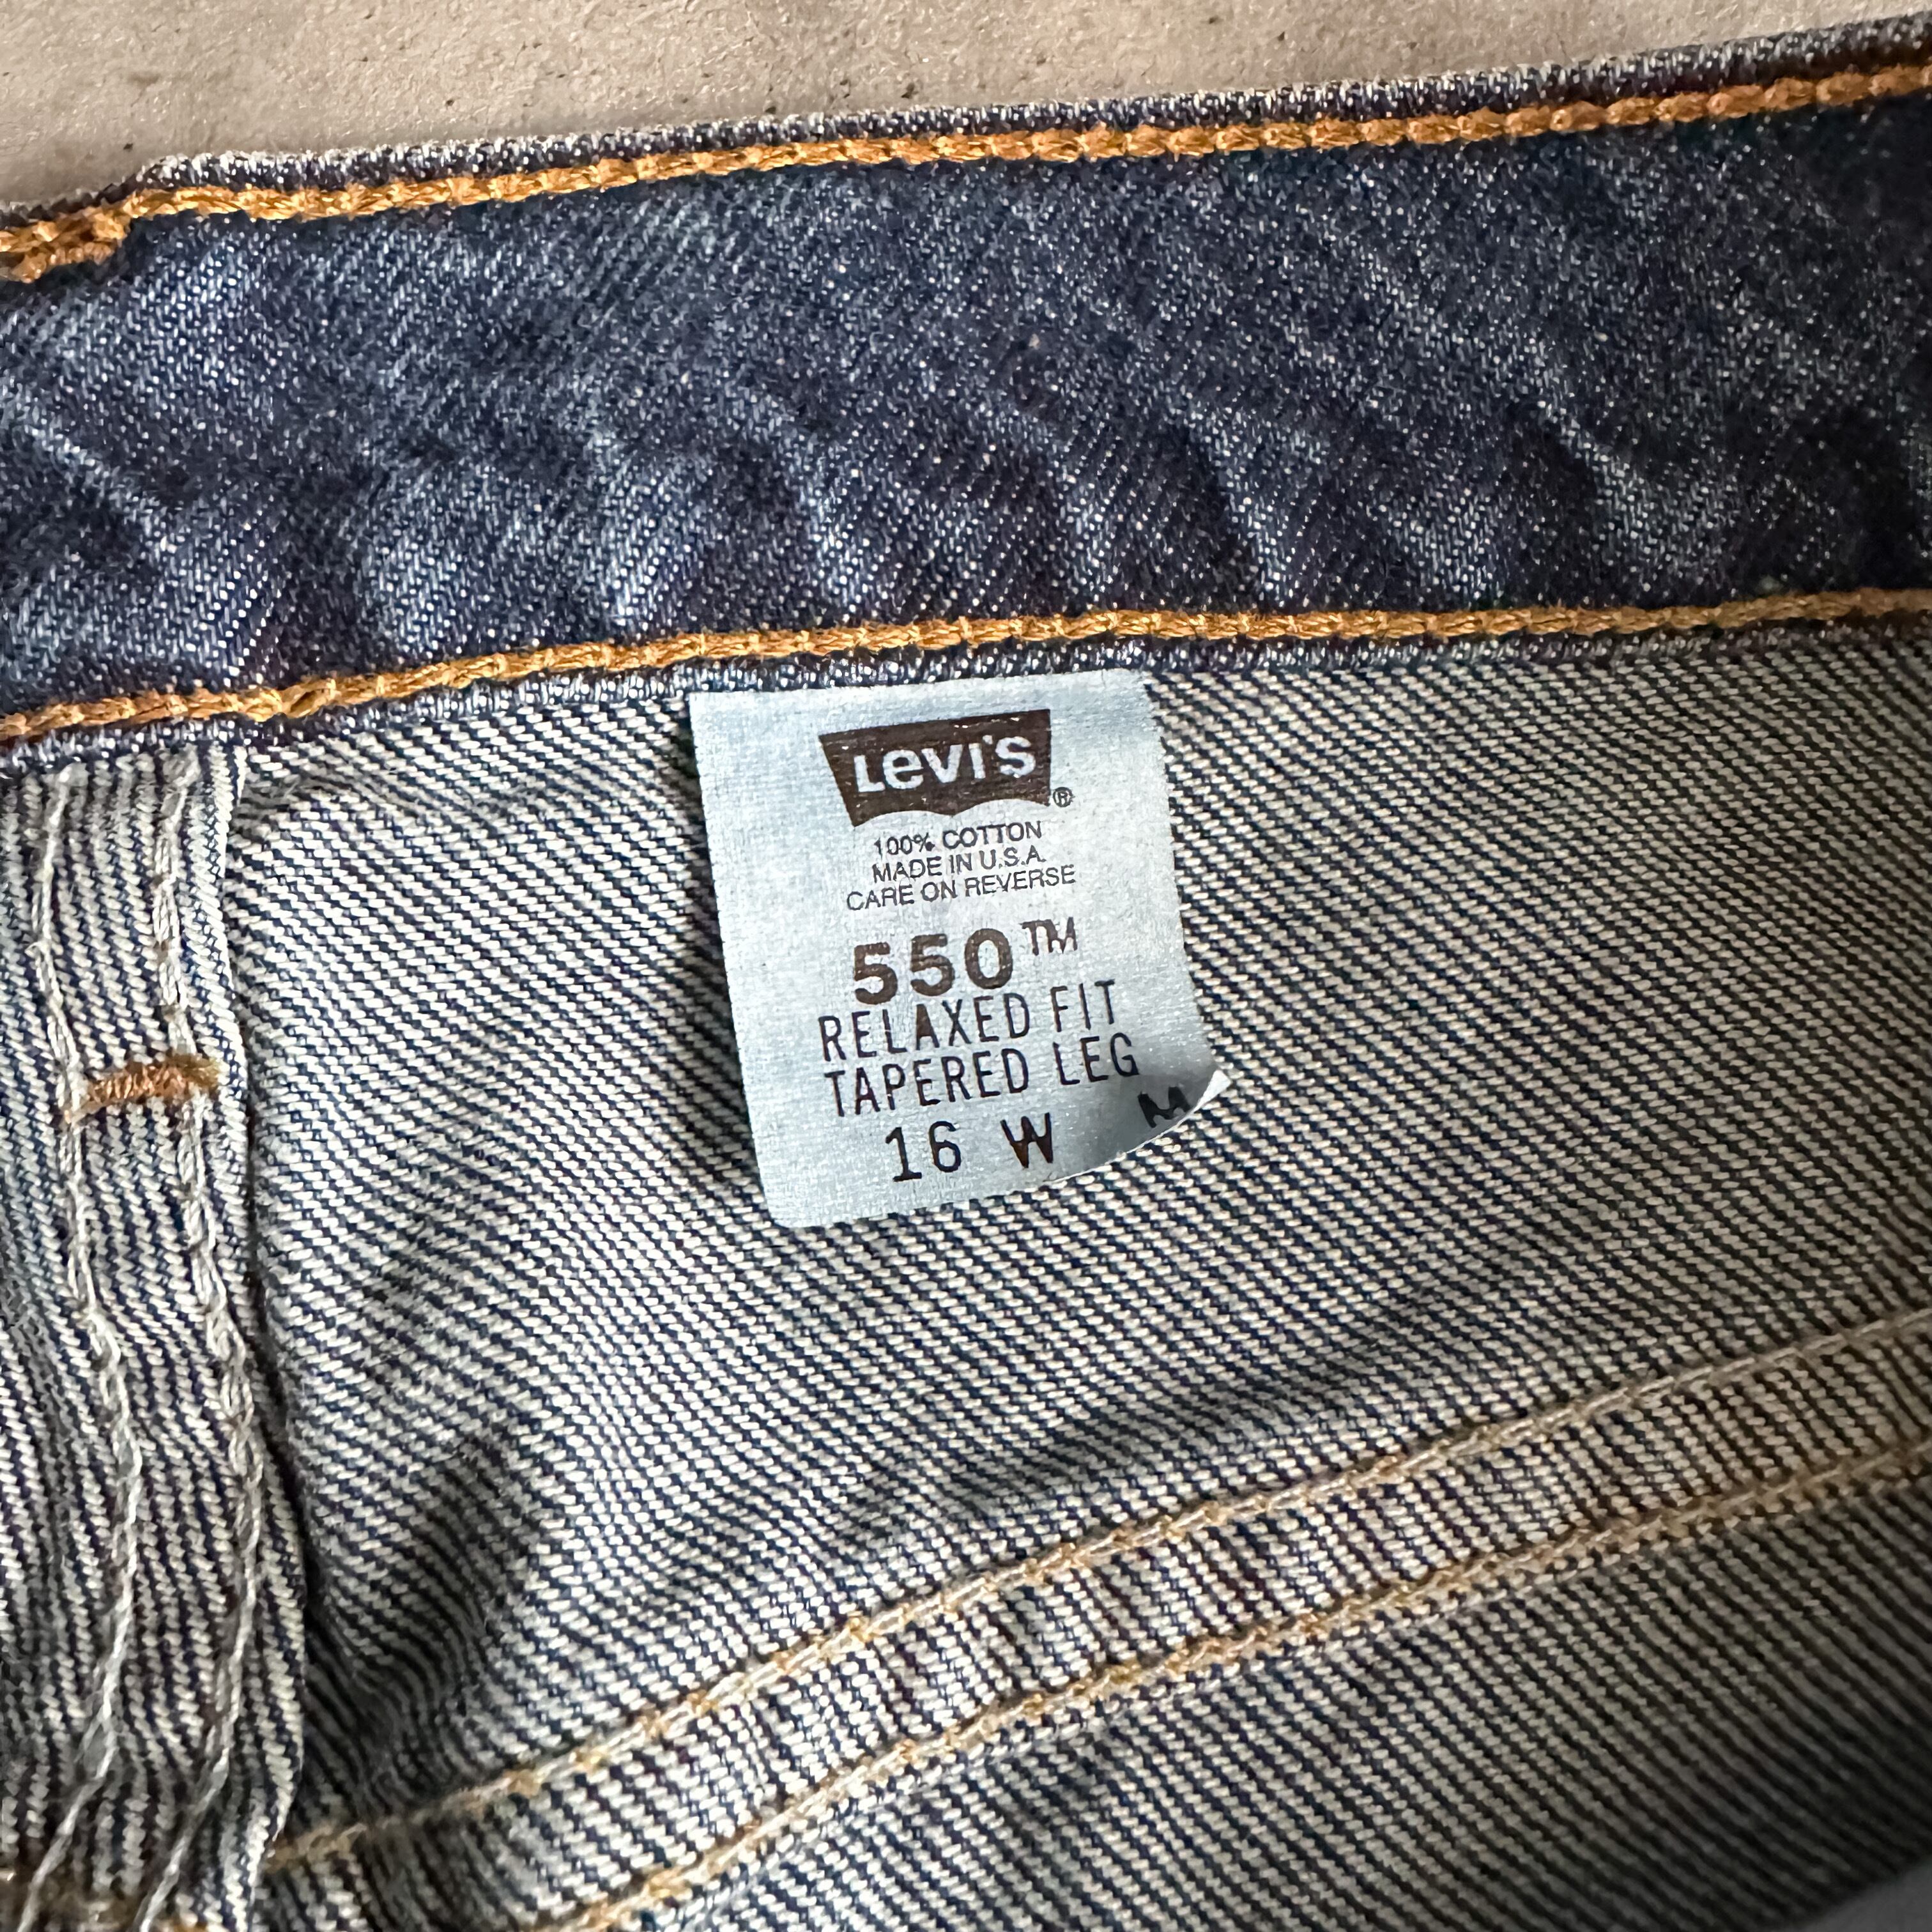 Levi's®
100% COTTON
MADE IN U.S.A.
CARE ON REVERSE
550™
RELAXED FIT
TAPERED LEG
16 W M